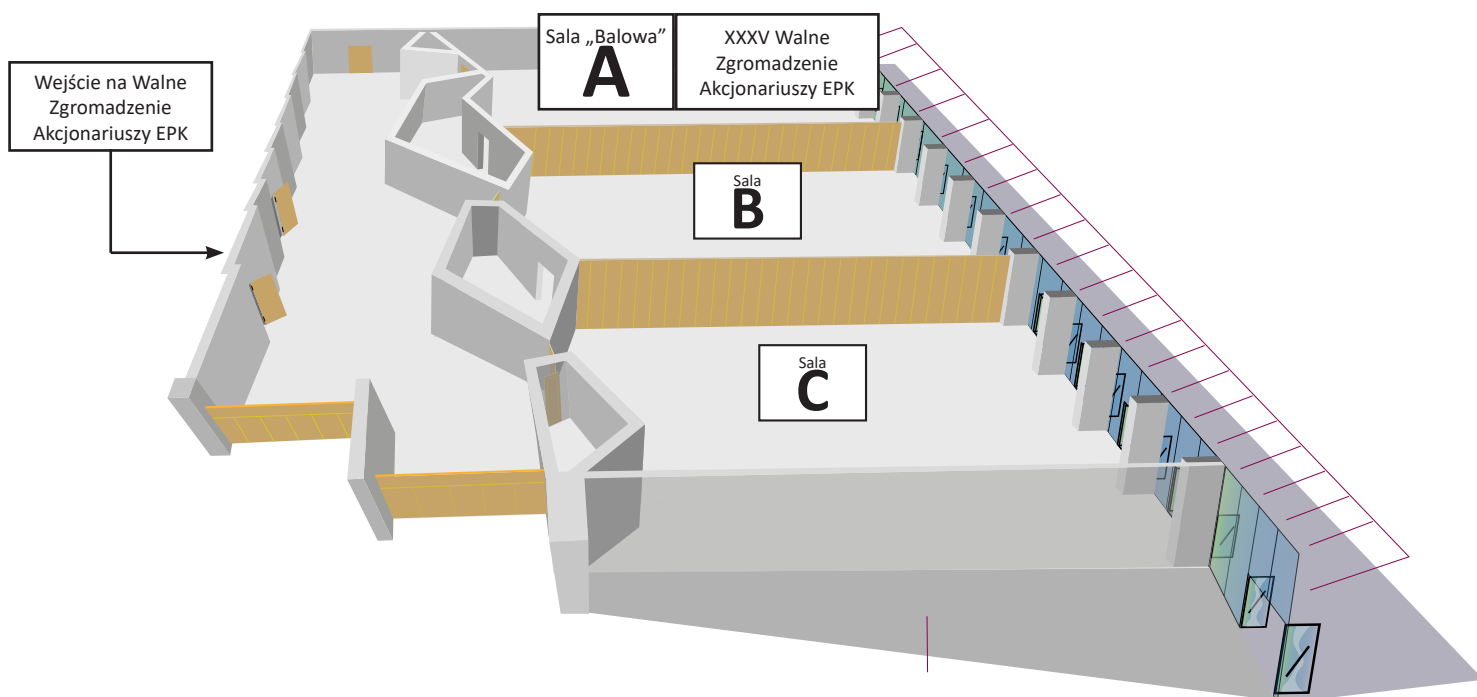 Wejście na Walne
Zgromadzenie
Akcjonariuszy EPK
Sala „Balowa”
A
XXXV Walne
Zgromadzenie
Akcjonariuszy EPK
Sala
B
Sala
C